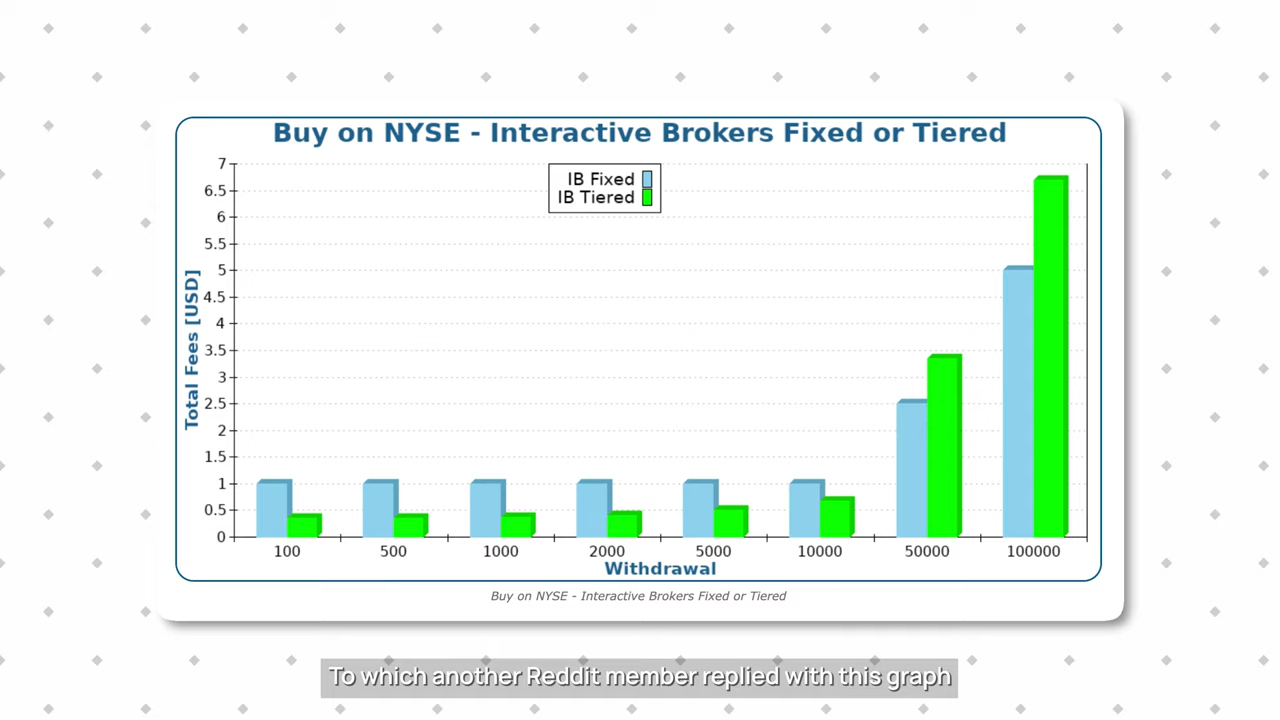 Buy on NYSE - Interactive Brokers Fixed or Tiered
IB Fixed
IB Tiered
Total Fees [USD]
7
6.5
6
5.5
5
4.5
4
3.5
3
2.5
2
1.5
1
0.5
0
100 500 1000 2000 5000 10000 50000 100000
Withdrawal
Buy on NYSE - Interactive Brokers Fixed or Tiered
To which another Reddit member replied with this graph